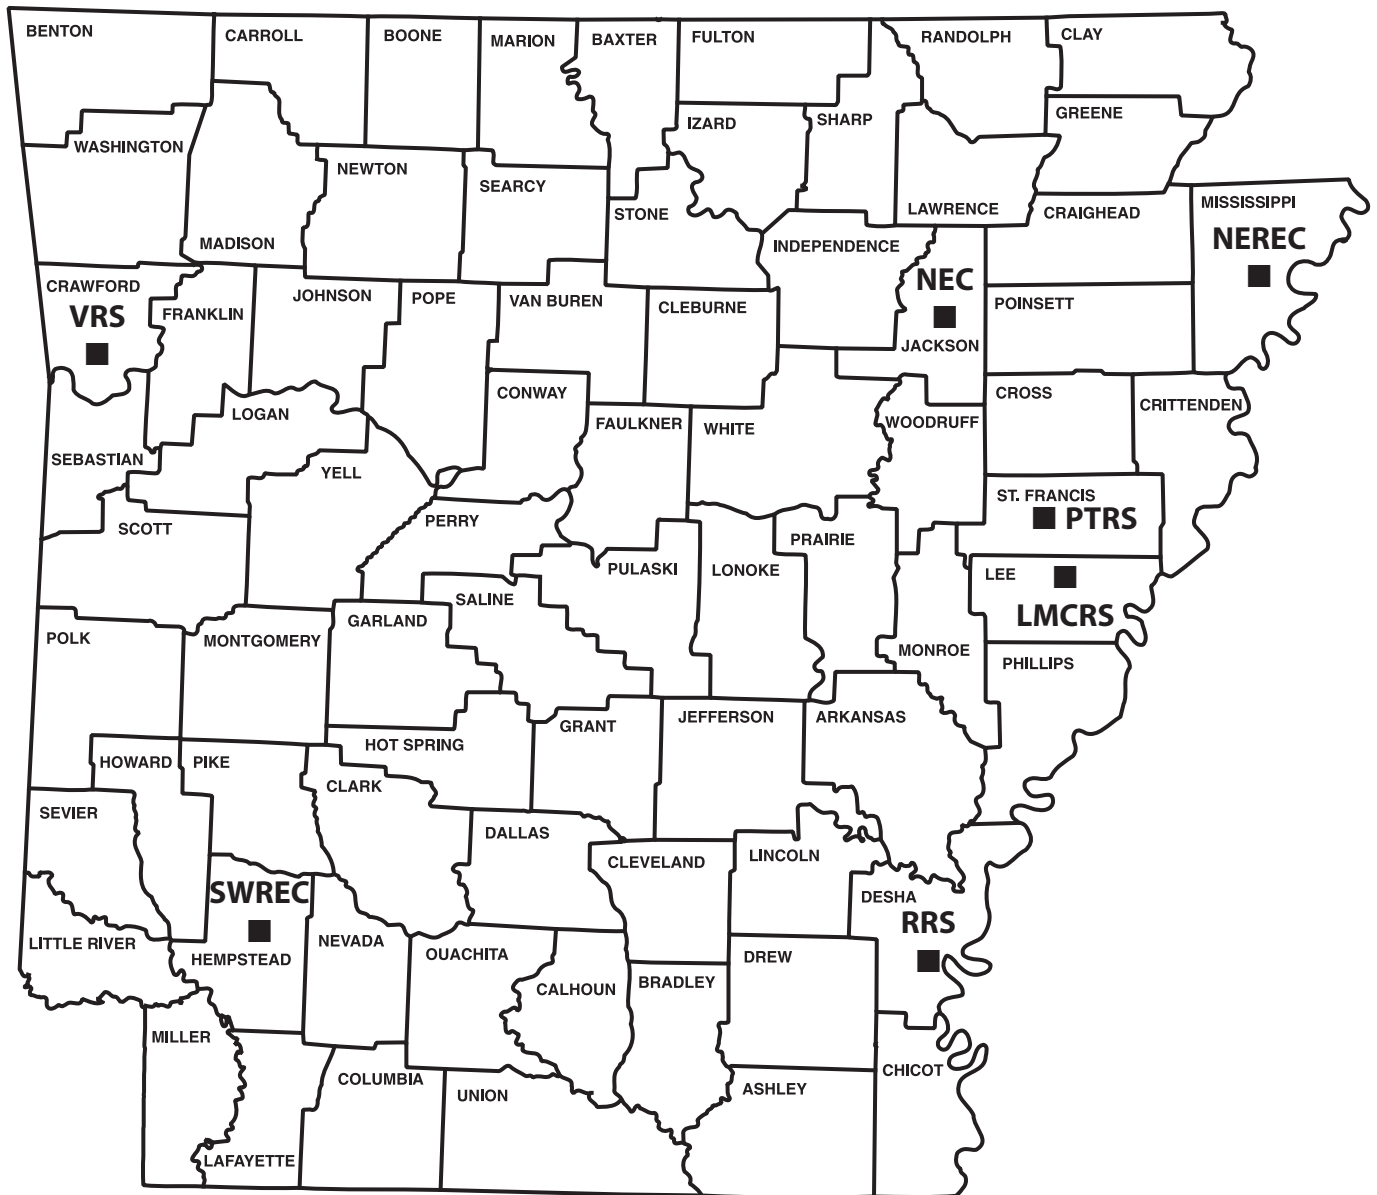 BENTON
CARROLL
BOONE
MARION
BAXTER
FULTON
RANDOLPH
CLAY
WASHINGTON
IZARD
SHARP
GREENE
NEWTON
SEARCY
STONE
LAWRENCE
CRAIGHEAD
MISSISSIPPI
NEREC
MADISON
INDEPENDENCE
CRAWFORD
VRS
FRANKLIN
JOHNSON
POPE
VAN BUREN
CLEBURNE
NEC
JACKSON
POINSETT
LOGAN
CONWAY
FAULKNER
WHITE
WOODRUFF
CROSS
CRITTENDEN
SEBASTIAN
YELL
SCOTT
PERRY
PULASKI
LONOKE
PRAIRIE
ST. FRANCIS
PTRS
LEE
LMCRS
POLK
MONTGOMERY
GARLAND
SALINE
MONROE
PHILLIPS
HOWARD
PIKE
HOT SPRING
GRANT
JEFFERSON
ARKANSAS
SEVIER
CLARK
DALLAS
CLEVELAND
LINCOLN
DESHA
RRS
SWREC
HEMPSTEAD
LITTLE RIVER
NEVADA
OUACHITA
CALHOUN
BRADLEY
DREW
MILLER
COLUMBIA
UNION
ASHLEY
CHICOT
LAFAYETTE